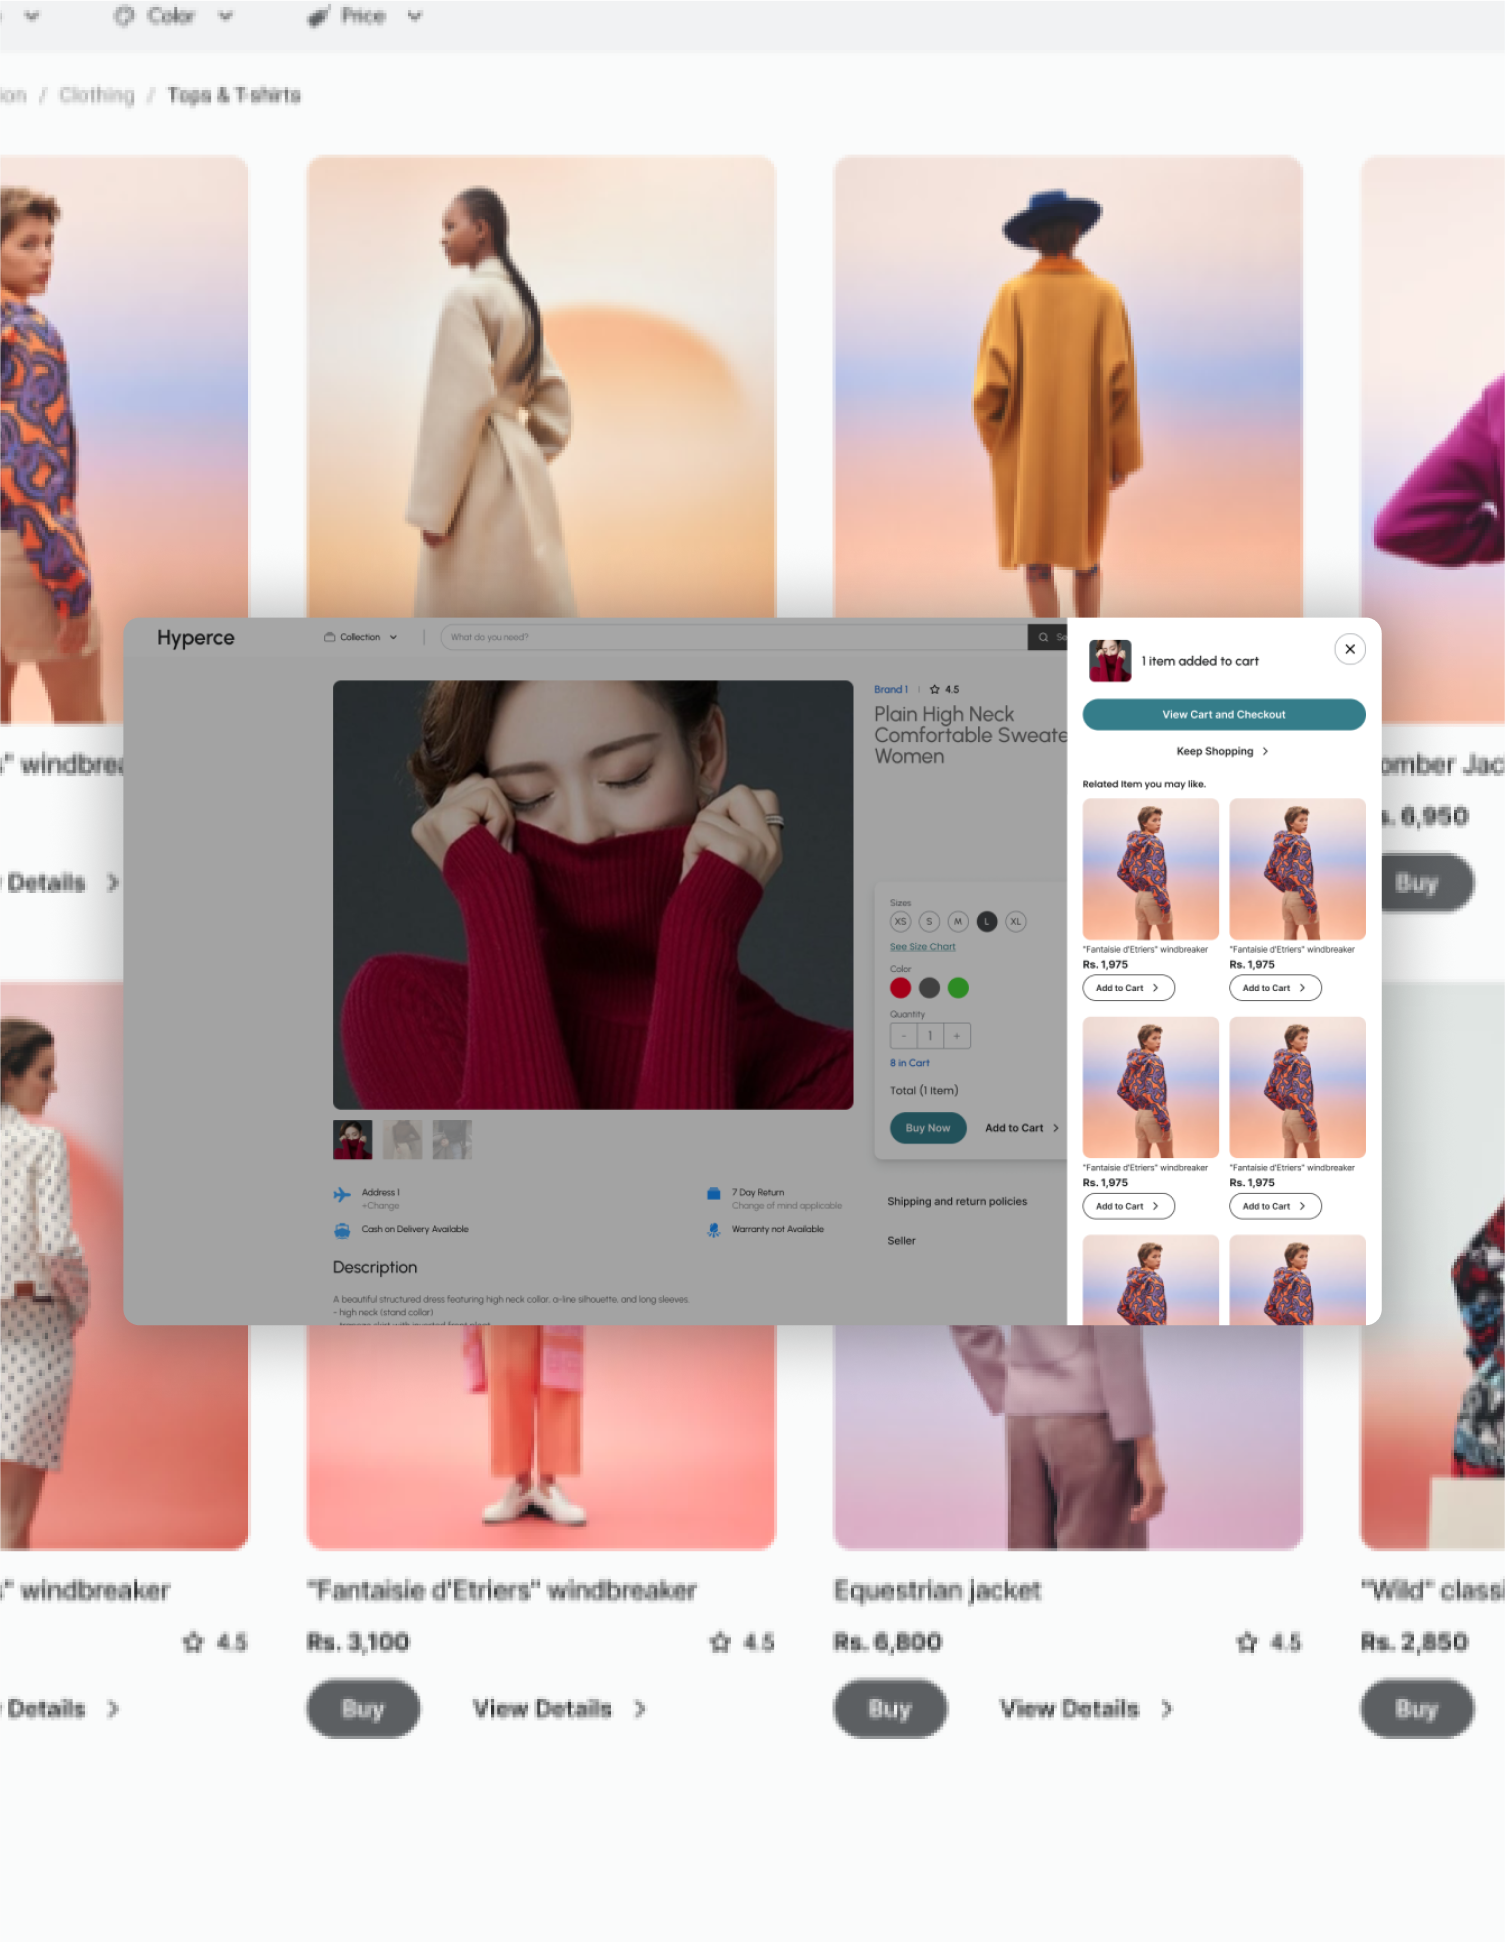 Color
Price
Clothing / Tops & T-shirts
Hyperce
Collection
What do you need?
1 item added to cart
View Cart and Checkout
Keep Shopping
Related Item you may like.
Brand 1
4.5
Plain High Neck
Comfortable
Women
Sizes
XS S M L XL
See Size Chart
Color
Quantity
- 1 +
8 in Cart
Total (1 Item)
Buy Now
Add to Cart
"Fantaisie d'Etriers" windbreaker
Rs. 1,975
Add to Cart
"Fantaisie d'Etriers" windbreaker
Rs. 1,975
Add to Cart
"Fantaisie d'Etriers" windbreaker
Rs. 1,975
Add to Cart
"Fantaisie d'Etriers" windbreaker
Rs. 1,975
Add to Cart
Address 1
+Change
Cash on Delivery Available
7 Day Return
Change of mind applicable
Warranty not Available
Shipping and return policies
Seller
Description
A beautiful structured dress featuring high neck collar, a-line silhouette, and long sleeves.
- high neck (stand collar)
6,950
Buy
Details
windbreaker
4.5
Details
"Fantaisie d'Etriers" windbreaker
Rs. 3,100
4.5
Buy
View Details
Equestrian jacket
Rs. 6,800
4.5
Buy
View Details
"Wild"
Rs. 2,850
Buy